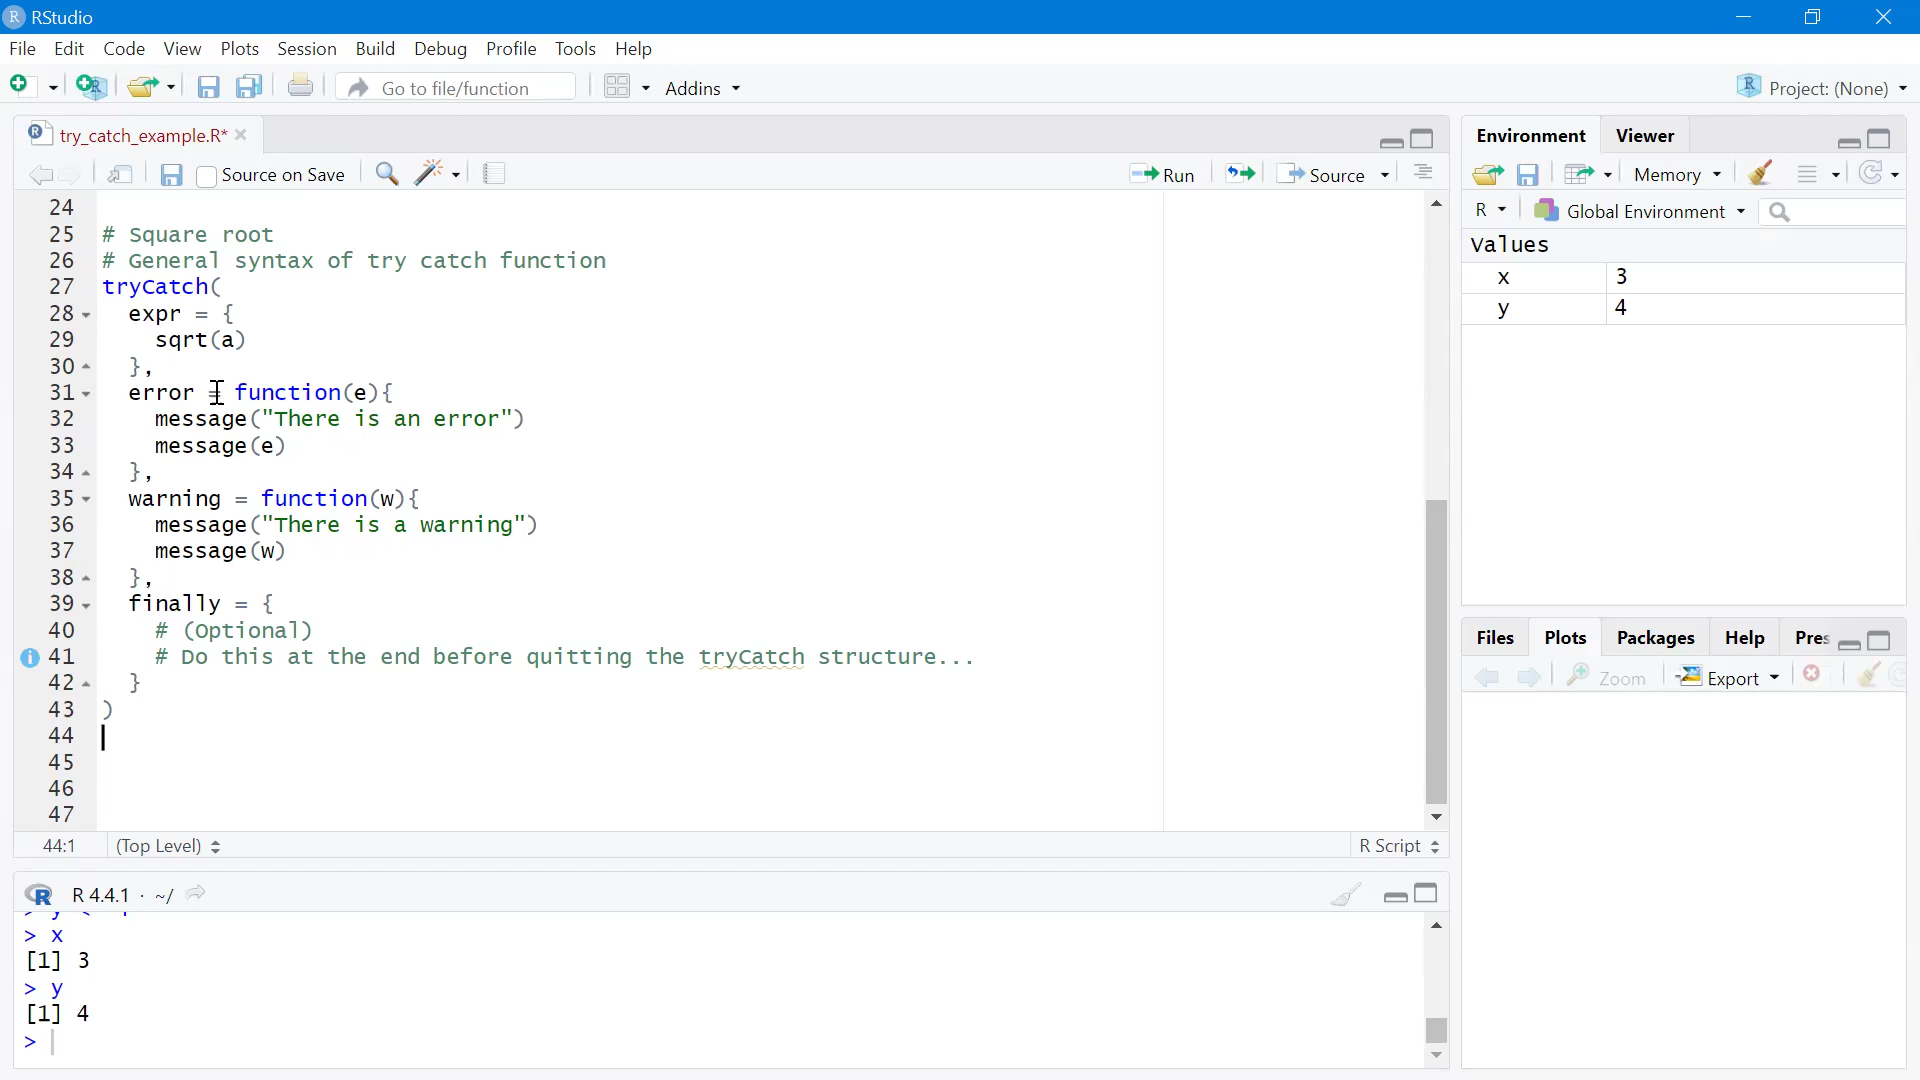 RStudio
File Edit Code View Plots Session Build Debug Profile Tools Help
Go to file/function Addins Project: (None)
try_catch_example.R*
Source on Save Run Source
24
25 # Square root
26 # General syntax of try catch function
27 tryCatch(
28 expr = {
29 sqrt(a)
30 },
31 error = function(e){
32 message("There is an error")
33 message(e)
34 },
35 warning = function(w){
36 message("There is a warning")
37 message(w)
38 },
39 finally = {
40 # (Optional)
41 # Do this at the end before quitting the tryCatch structure...
42 }
43 )
44
45
46
47
44:1 (Top Level) R Script
R 4.4.1 · ~/
> x
[1] 3
> y
[1] 4
>
Environment Viewer
Memory
R Global Environment
Values
x 3
y 4
Files Plots Packages Help Pres
Zoom Export